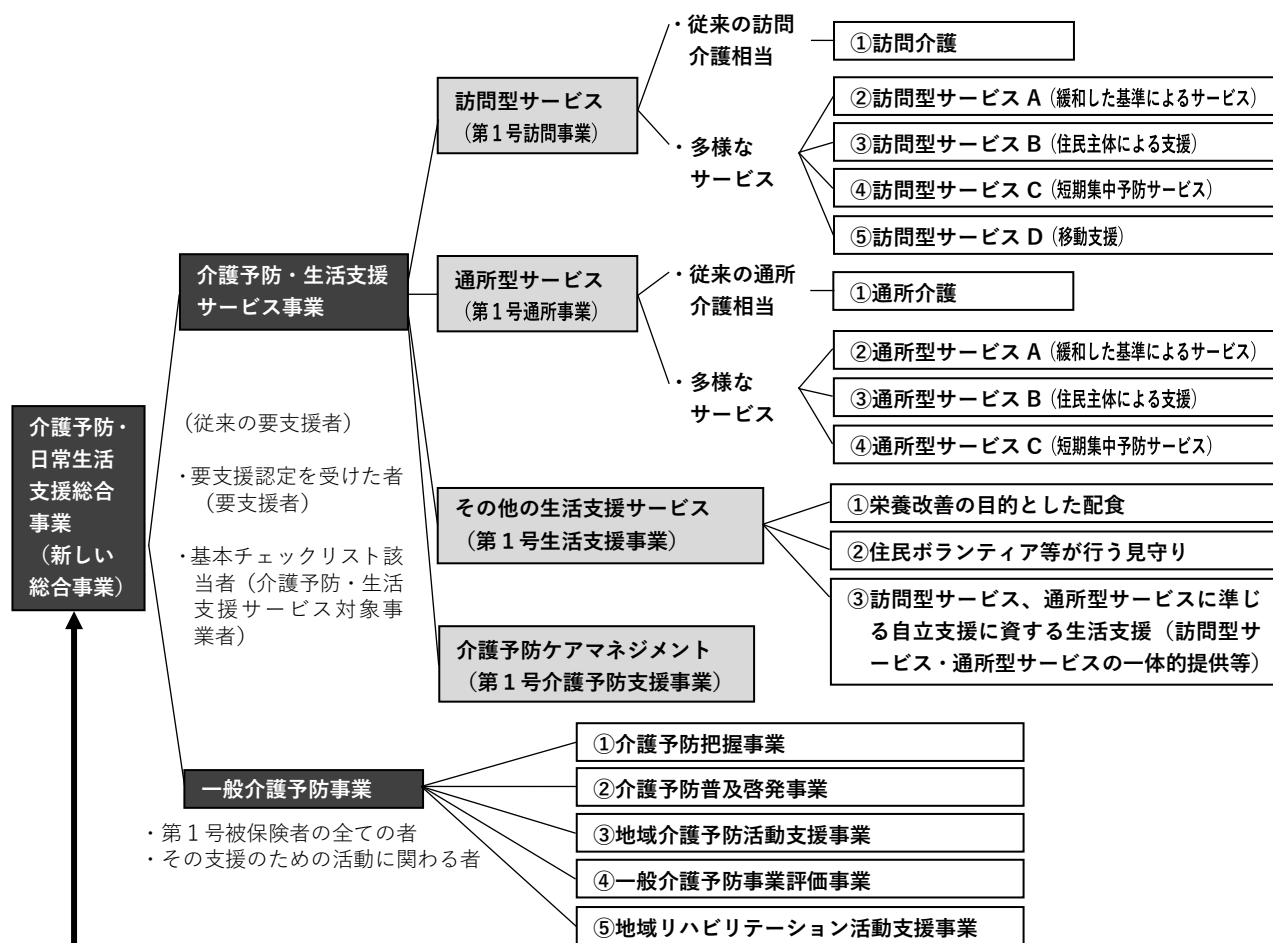 介護予防・
日常生活
支援総合
事業
（新しい
総合事業）
介護予防・生活支援
サービス事業
（従来の要支援者）
・要支援認定を受けた者
（要支援者）
・基本チェックリスト該
当者（介護予防・生活
支援サービス対象事
業者）
訪問型サービス
（第１号訪問事業）
・従来の訪問
介護相当
①訪問介護
・多様な
サービス
②訪問型サービス A（緩和した基準によるサービス）
③訪問型サービス B（住民主体による支援）
④訪問型サービス C（短期集中予防サービス）
⑤訪問型サービス D（移動支援）
通所型サービス
（第１号通所事業）
・従来の通所
介護相当
①通所介護
・多様な
サービス
②通所型サービス A（緩和した基準によるサービス）
③通所型サービス B（住民主体による支援）
④通所型サービス C（短期集中予防サービス）
その他の生活支援サービス
（第１号生活支援事業）
①栄養改善の目的とした配食
②住民ボランティア等が行う見守り
③訪問型サービス、通所型サービスに準じ
る自立支援に資する生活支援（訪問型サ
ービス・通所型サービスの一体的提供等）
介護予防ケアマネジメント
（第１号介護予防支援事業）
一般介護予防事業
・第１号被保険者の全ての者
・その支援のための活動に関わる者
①介護予防把握事業
②介護予防普及啓発事業
③地域介護予防活動支援事業
④一般介護予防事業評価事業
⑤地域リハビリテーション活動支援事業